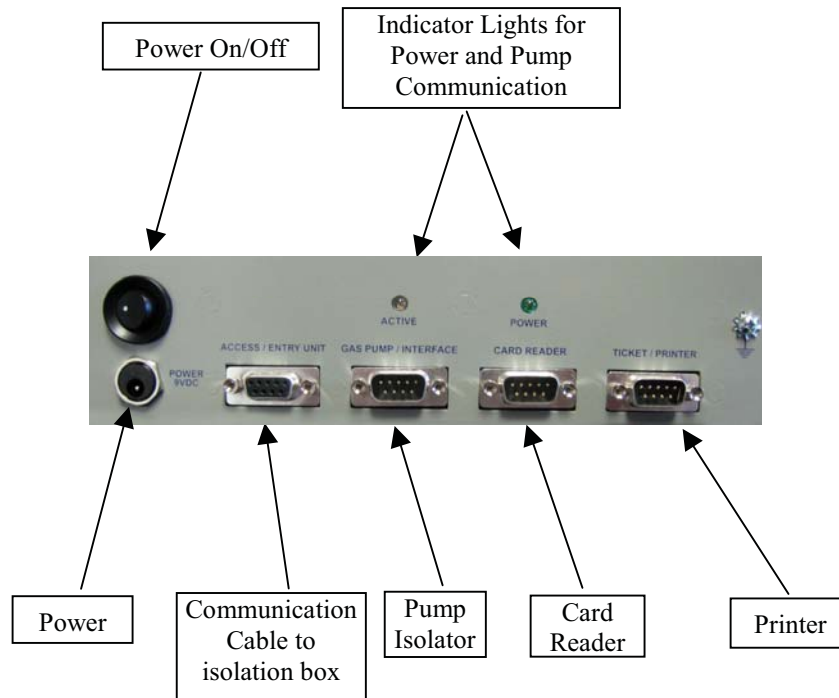 Power On/Off
Indicator Lights for
Power and Pump
Communication
ACTIVE
POWER
POWER
9VDC
ACCESS / ENTRY UNIT
GAS PUMP / INTERFACE
CARD READER
TICKET / PRINTER
Power
Communication
Cable to
isolation box
Pump
Isolator
Card
Reader
Printer